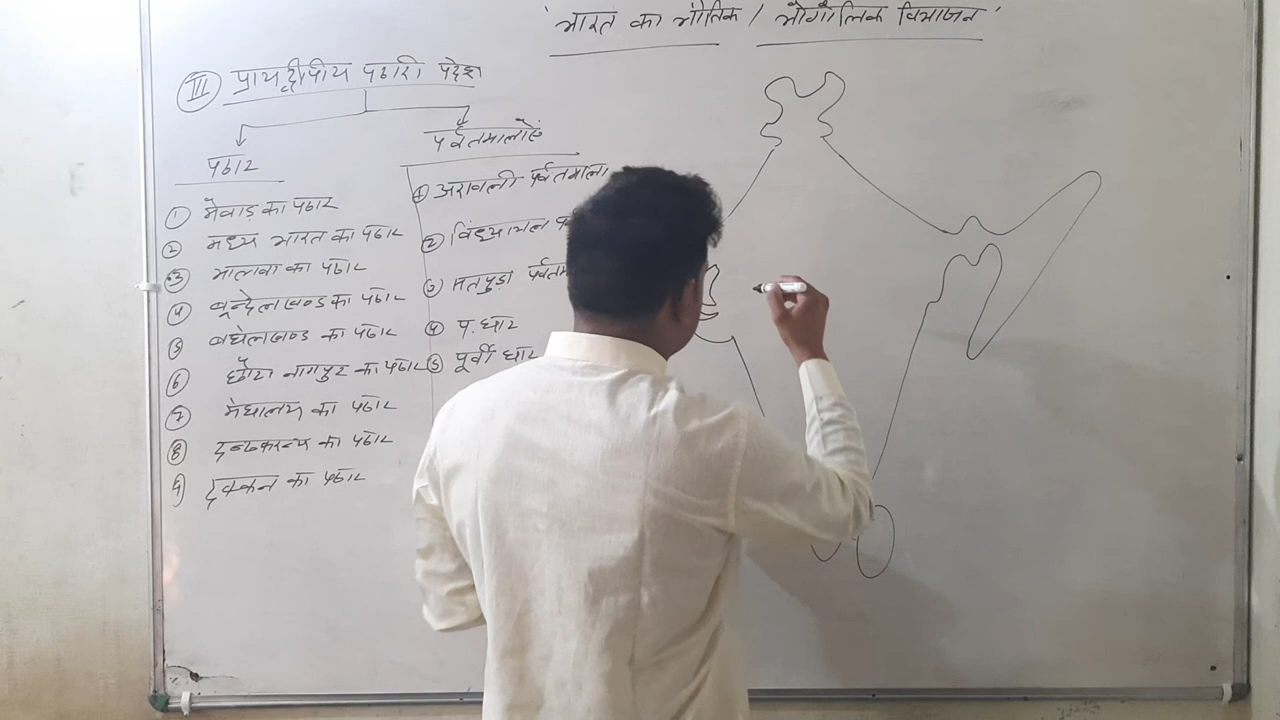 'भारत का भौतिक / भौगोलिक विभाजन'
III प्रायद्वीपीय पठारी प्रदेश
पठार
① मेवाड़ का पठार
② मध्य भारत का पठार
③ मालवा का पठार
④ बुन्देलखण्ड का पठार
⑤ बघेलखण्ड का पठार
⑥ छोटा नागपुर का पठार
⑦ मेघालय का पठार
⑧ दण्डकारन्य का पठार
⑨ दक्कन का पठार
पर्वतमालाएं
① अरावली पर्वतमाला
② विंध्याचल
③ सतपुड़ा
④ प. घाट
⑤ पूर्वी घाट